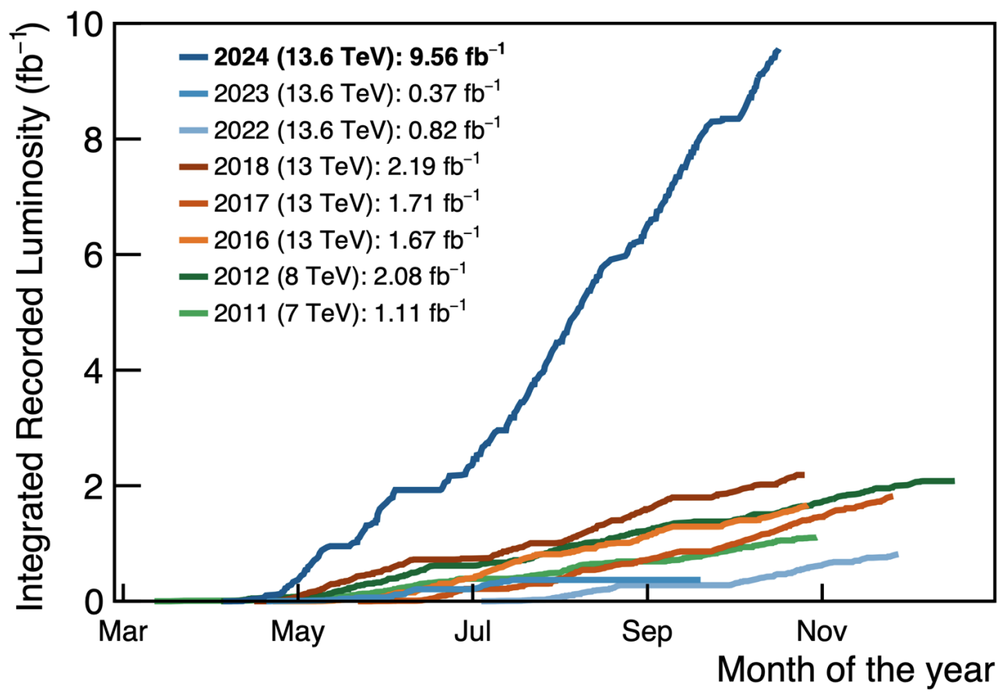 Integrated Recorded Luminosity (fb⁻¹)
10
8
6
4
2
0
2024 (13.6 TeV): 9.56 fb⁻¹
2023 (13.6 TeV): 0.37 fb⁻¹
2022 (13.6 TeV): 0.82 fb⁻¹
2018 (13 TeV): 2.19 fb⁻¹
2017 (13 TeV): 1.71 fb⁻¹
2016 (13 TeV): 1.67 fb⁻¹
2012 (8 TeV): 2.08 fb⁻¹
2011 (7 TeV): 1.11 fb⁻¹
Mar May Jul Sep Nov
Month of the year